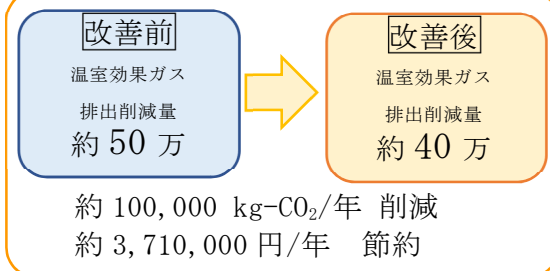 改善前
温室効果ガス
排出削減量
約 50 万
改善後
温室効果ガス
排出削減量
約 40 万
約 100,000 kg-CO₂/年 削減
約 3,710,000 円/年 節約